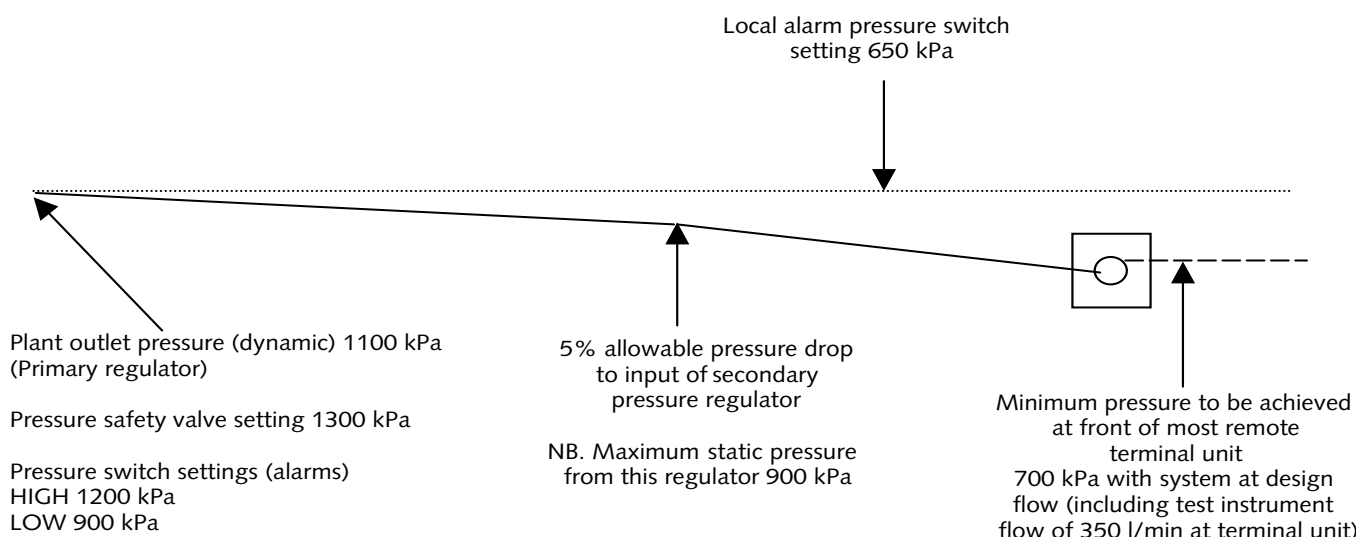 Local alarm pressure switch
setting 650 kPa
Plant outlet pressure (dynamic) 1100 kPa
(Primary regulator)
Pressure safety valve setting 1300 kPa
Pressure switch settings (alarms)
HIGH 1200 kPa
LOW 900 kPa
5% allowable pressure drop
to input of secondary
pressure regulator
NB. Maximum static pressure
from this regulator 900 kPa
Minimum pressure to be achieved
at front of most remote
terminal unit
700 kPa with system at design
flow (including test instrument
flow of 350 l/min at terminal unit)